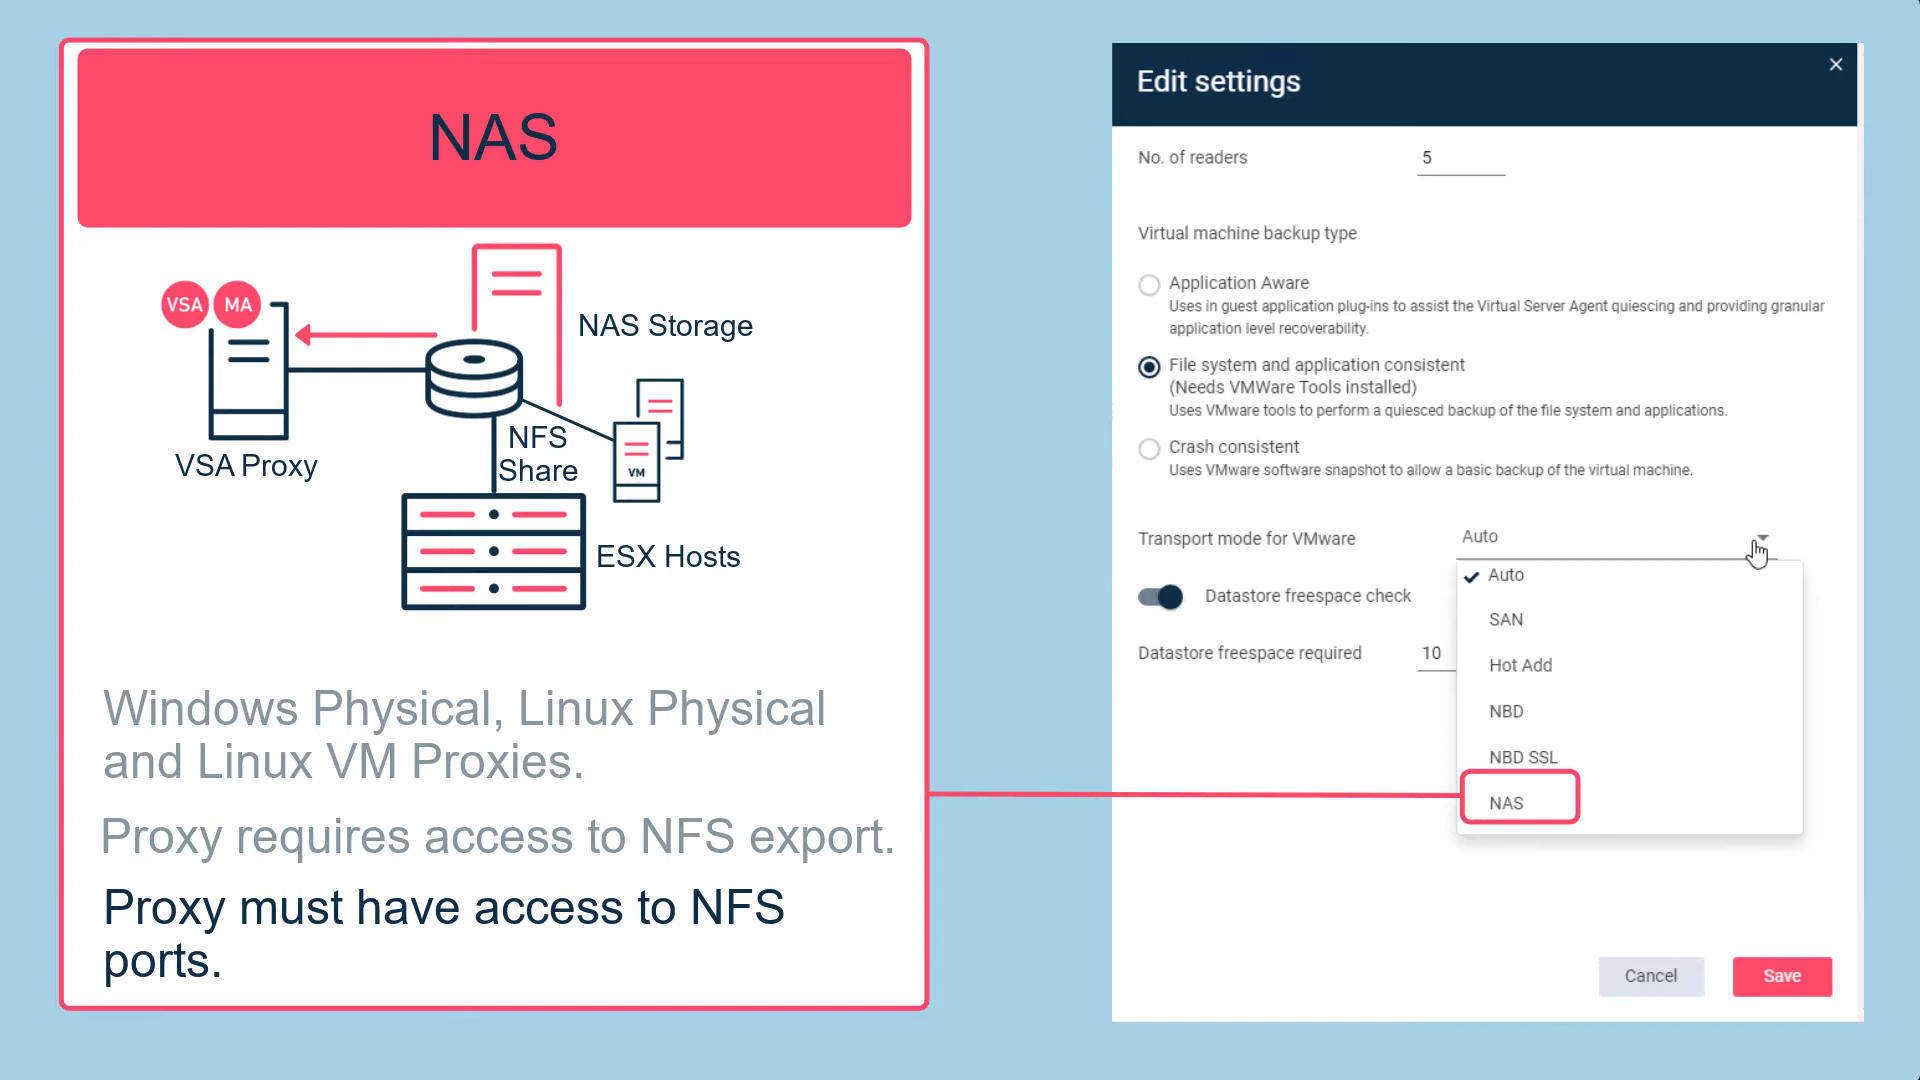 NAS
VSA
MA
NAS Storage
VSA Proxy
NFS
Share
VM
ESX Hosts
Windows Physical, Linux Physical
and Linux VM Proxies.
Proxy requires access to NFS export.
Proxy must have access to NFS
ports.
Edit settings
No. of readers
5
Virtual machine backup type
Application Aware
Uses in guest application plug-ins to assist the Virtual Server Agent quiescing and providing granular
application level recoverability.
File system and application consistent
(Needs VMWare Tools installed)
Uses VMware tools to perform a quiesced backup of the file system and applications.
Crash consistent
Uses VMware software snapshot to allow a basic backup of the virtual machine.
Transport mode for VMware
Auto
Auto
SAN
Hot Add
NBD
NBD SSL
NAS
Datastore freespace check
Datastore freespace required
10
Cancel
Save